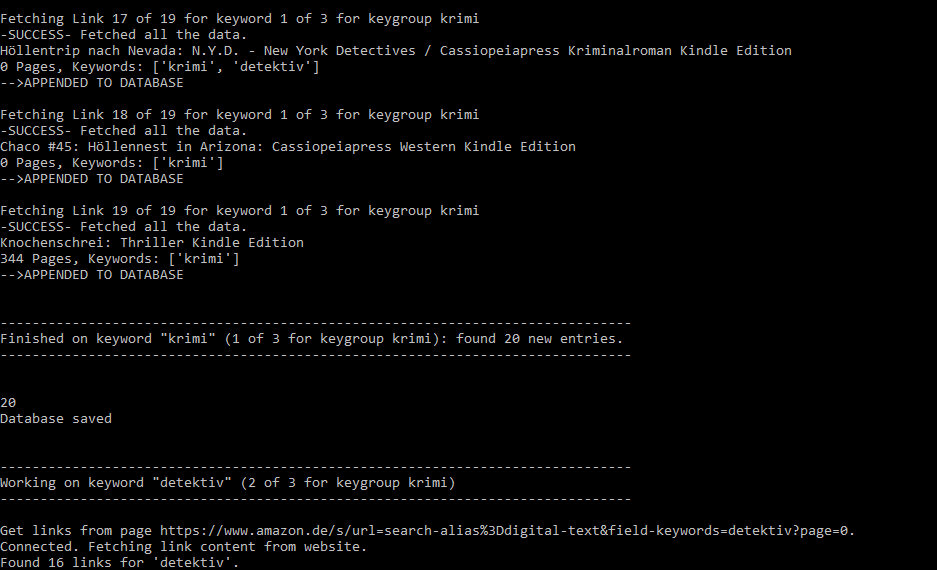 Fetching Link 17 of 19 for keyword 1 of 3 for keygroup krimi
-SUCCESS- Fetched all the data.
Höllentrip nach Nevada: N.Y.D. - New York Detectives / Cassiopeiapress Kriminalroman Kindle Edition
0 Pages, Keywords: ['krimi', 'detektiv']
-->APPENDED TO DATABASE
Fetching Link 18 of 19 for keyword 1 of 3 for keygroup krimi
-SUCCESS- Fetched all the data.
Chaco #45: Höllennest in Arizona: Cassiopeiapress Western Kindle Edition
0 Pages, Keywords: ['krimi']
-->APPENDED TO DATABASE
Fetching Link 19 of 19 for keyword 1 of 3 for keygroup krimi
-SUCCESS- Fetched all the data.
Knochenschrei: Thriller Kindle Edition
344 Pages, Keywords: ['krimi']
-->APPENDED TO DATABASE
-------------------------------------------------------------------------------
Finished on keyword "krimi" (1 of 3 for keygroup krimi): found 20 new entries.
-------------------------------------------------------------------------------
20
Database saved
-------------------------------------------------------------------------------
Working on keyword "detektiv" (2 of 3 for keygroup krimi)
-------------------------------------------------------------------------------
Get links from page https://www.amazon.de/s/url=search-alias%3Ddigital-text&field-keywords=detektiv?page=0.
Connected. Fetching link content from website.
Found 16 links for 'detektiv'.